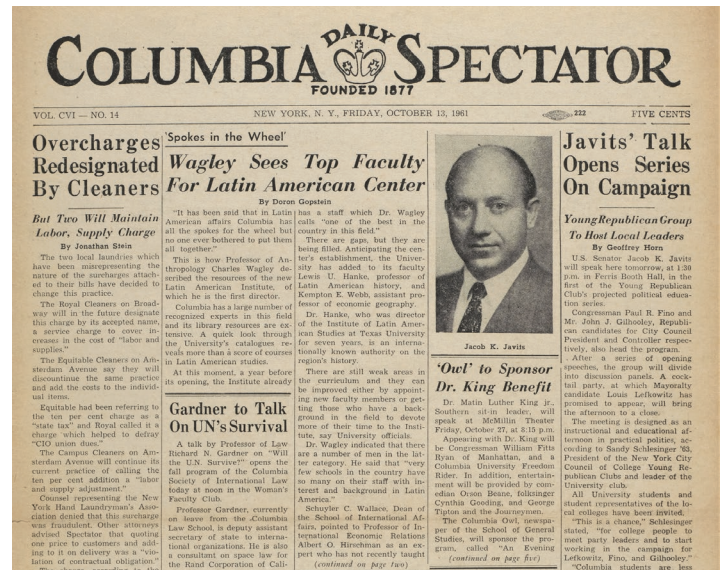 COLUMBIA DAILY SPECTATOR
FOUNDED 1877
VOL. CVI — NO. 14
NEW YORK, N. Y., FRIDAY, OCTOBER 13, 1961
222
FIVE CENTS
Overcharges
Redesignated
By Cleaners
But Two Will Maintain
Labor, Supply Charge
By Jonathan Stein
The two local laundries which
have been misrepresenting the
nature of the surcharges attach-
ed to their bills have decided to
change this practice.
The Royal Cleaners on Broad-
way will in the future designate
this charge by its accepted name,
a service charge to cover in-
creases in the cost of "labor and
supplies."
The Equitable Cleaners on Am-
sterdam Avenue say they will
discontinue the same practice
and add the costs to the individ-
ual items.
Equitable had been referring to
the ten per cent charge as a
"state tax" and Royal called it a
charge which helped to defray
"CIO union dues."
The Campus Cleaners on Am-
sterdam Avenue will continue its
current practice of calling the
ten per cent addition a "labor
and supply adjustment."
Counsel representing the New
York Hand Laundryman's Asso-
ciation denied that this surcharge
was fraudulent. Other attorneys
advised Spectator that quoting
one price to customers and add-
ing to it on delivery was a "vio-
lation of contractual obligation."
'Spokes in the Wheel'
Wagley Sees Top Faculty
For Latin American Center
By Doron Gopstein
"It has been said that in Latin
American affairs Columbia has
all the spokes for the wheel but
no one ever bothered to put them
all together."
This is how Professor of An-
thropology Charles Wagley de-
scribed the resources of the new
Latin American Institute, of
which he is the first director.
Columbia has a large number of
recognized experts in this field
and its library resources are ex-
tensive. A quick look through
the University's catalogues re-
veals more than a score of courses
in Latin American studies.
At this moment, a year before
its opening, the Institute already
has a staff which Dr. Wagley
calls "one of the best in the
country in this field."
There are gaps, but they are
being filled. Anticipating the cen-
ter's establishment, the Univer-
sity has added to its faculty
Lewis U. Hanke, professor of
Latin American history, and
Kempton E. Webb, assistant pro-
fessor of economic geography.
Dr. Hanke, who was director
of the Institute of Latin Amer-
ican Studies at Texas University
for seven years, is an interna-
tionally known authority on the
region's history.
There are still weak areas in
the curriculum and they can
be improved either by appoint-
ing new faculty members or get-
ting those who have a back-
ground in the field to devote
more of their time to the Insti-
tute, say University officials.
Dr. Wagley indicated that there
are a number of men in the lat-
ter category. He said that "very
few schools in the country have
so many on their staff with in-
terest and background in Latin
America."
Schuyler C. Wallace, Dean of
the School of International Af-
fairs, pointed to Professor of In-
ternational Economic Relations
Albert O. Hirschman as an ex-
pert who has not recently taught
(continued on page two)
Gardner to Talk
On UN's Survival
A talk by Professor of Law
Richard N. Gardner on "Will
the U.N. Survive?" opens the
fall program of the Columbia
Society of International Law
today at noon in the Woman's
Faculty Club.
Professor Gardner, currently
on leave from the Columbia
Law School, is deputy assistant
secretary of state to interna-
tional organizations. He is also
a consultant on space law for
the Rand Corporation of Cali-
Jacob K. Javits
'Owl' to Sponsor
Dr. King Benefit
Dr. Matin Luther King jr.,
Southern sit-in leader, will
speak at McMillin Theater
Friday, October 27, at 8:15 p.m.
Appearing with Dr. King will
be Congressman William Fitts
Ryan of Manhattan, and a
Columbia University Freedom
Rider. In addition, entertain-
ment will be provided by com-
edian Orson Beane, folksinger
Cynthia Gooding, and George
Tipton and the Journeymen.
The Columbia Owl, newspa-
per of the School of General
Studies, will sponsor the pro-
gram, called "An Evening
(continued on page five)
Javits' Talk
Opens Series
On Campaign
Young Republican Group
To Host Local Leaders
By Geoffrey Horn
U.S. Senator Jacob K. Javits
will speak here tomorrow, at 1:30
p.m. in Ferris Booth Hall, in the
first of the Young Republican
Club's projected political educa-
tion series.
Congressman Paul R. Fino and
Mr. John J. Gilhooley, Republi-
can candidates for City Council
President and Controller respec-
tively, also head the program.
After a series of opening
speeches, the group will divide
into discussion panels. A cock-
tail party, at which Mayoralty
candidate Louis Lefkowitz has
promised to appear, will bring
the afternoon to a close.
The meeting is designed as an
instructional and educational af-
ternoon in practical politics, ac-
cording to Sandy Schlesinger '63,
President of the New York City
Council of College Young Re-
publican Clubs and leader of the
University club.
All University students and
student representatives of the lo-
cal colleges have been invited.
"This is a chance," Schlesinger
stated, "for college people to
meet party leaders and to start
working in the campaign for
Lefkowitz, Fino, and Gilhooley."
"Columbia students are less